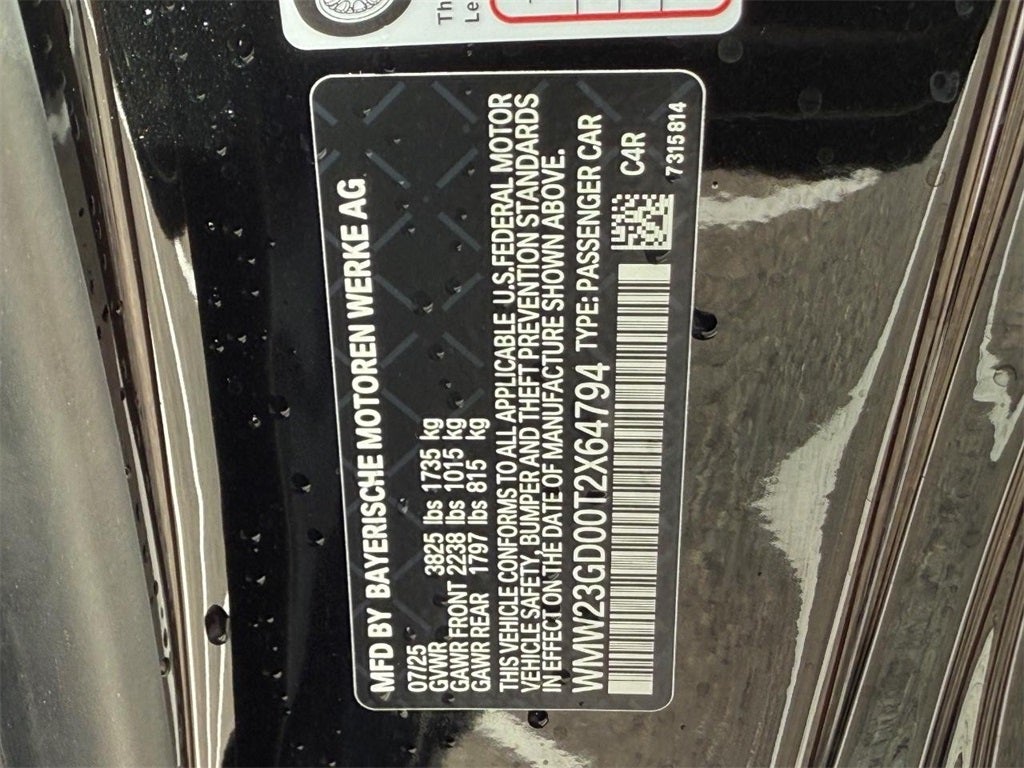 Th
Le
MFD BY BAYERISCHE MOTOREN WERKE AG
07/25
GVWR 3825 lbs 1735 kg
GAWR FRONT 2238 lbs 1015 kg
GAWR REAR 1797 lbs 815 kg
THIS VEHICLE CONFORMS TO ALL APPLICABLE U.S.FEDERAL MOTOR
VEHICLE SAFETY, BUMPER AND THEFT PREVENTION STANDARDS
IN EFFECT ON THE DATE OF MANUFACTURE SHOWN ABOVE.
WMW23GD00T2X64794 TYPE: PASSENGER CAR
C4R
7315814